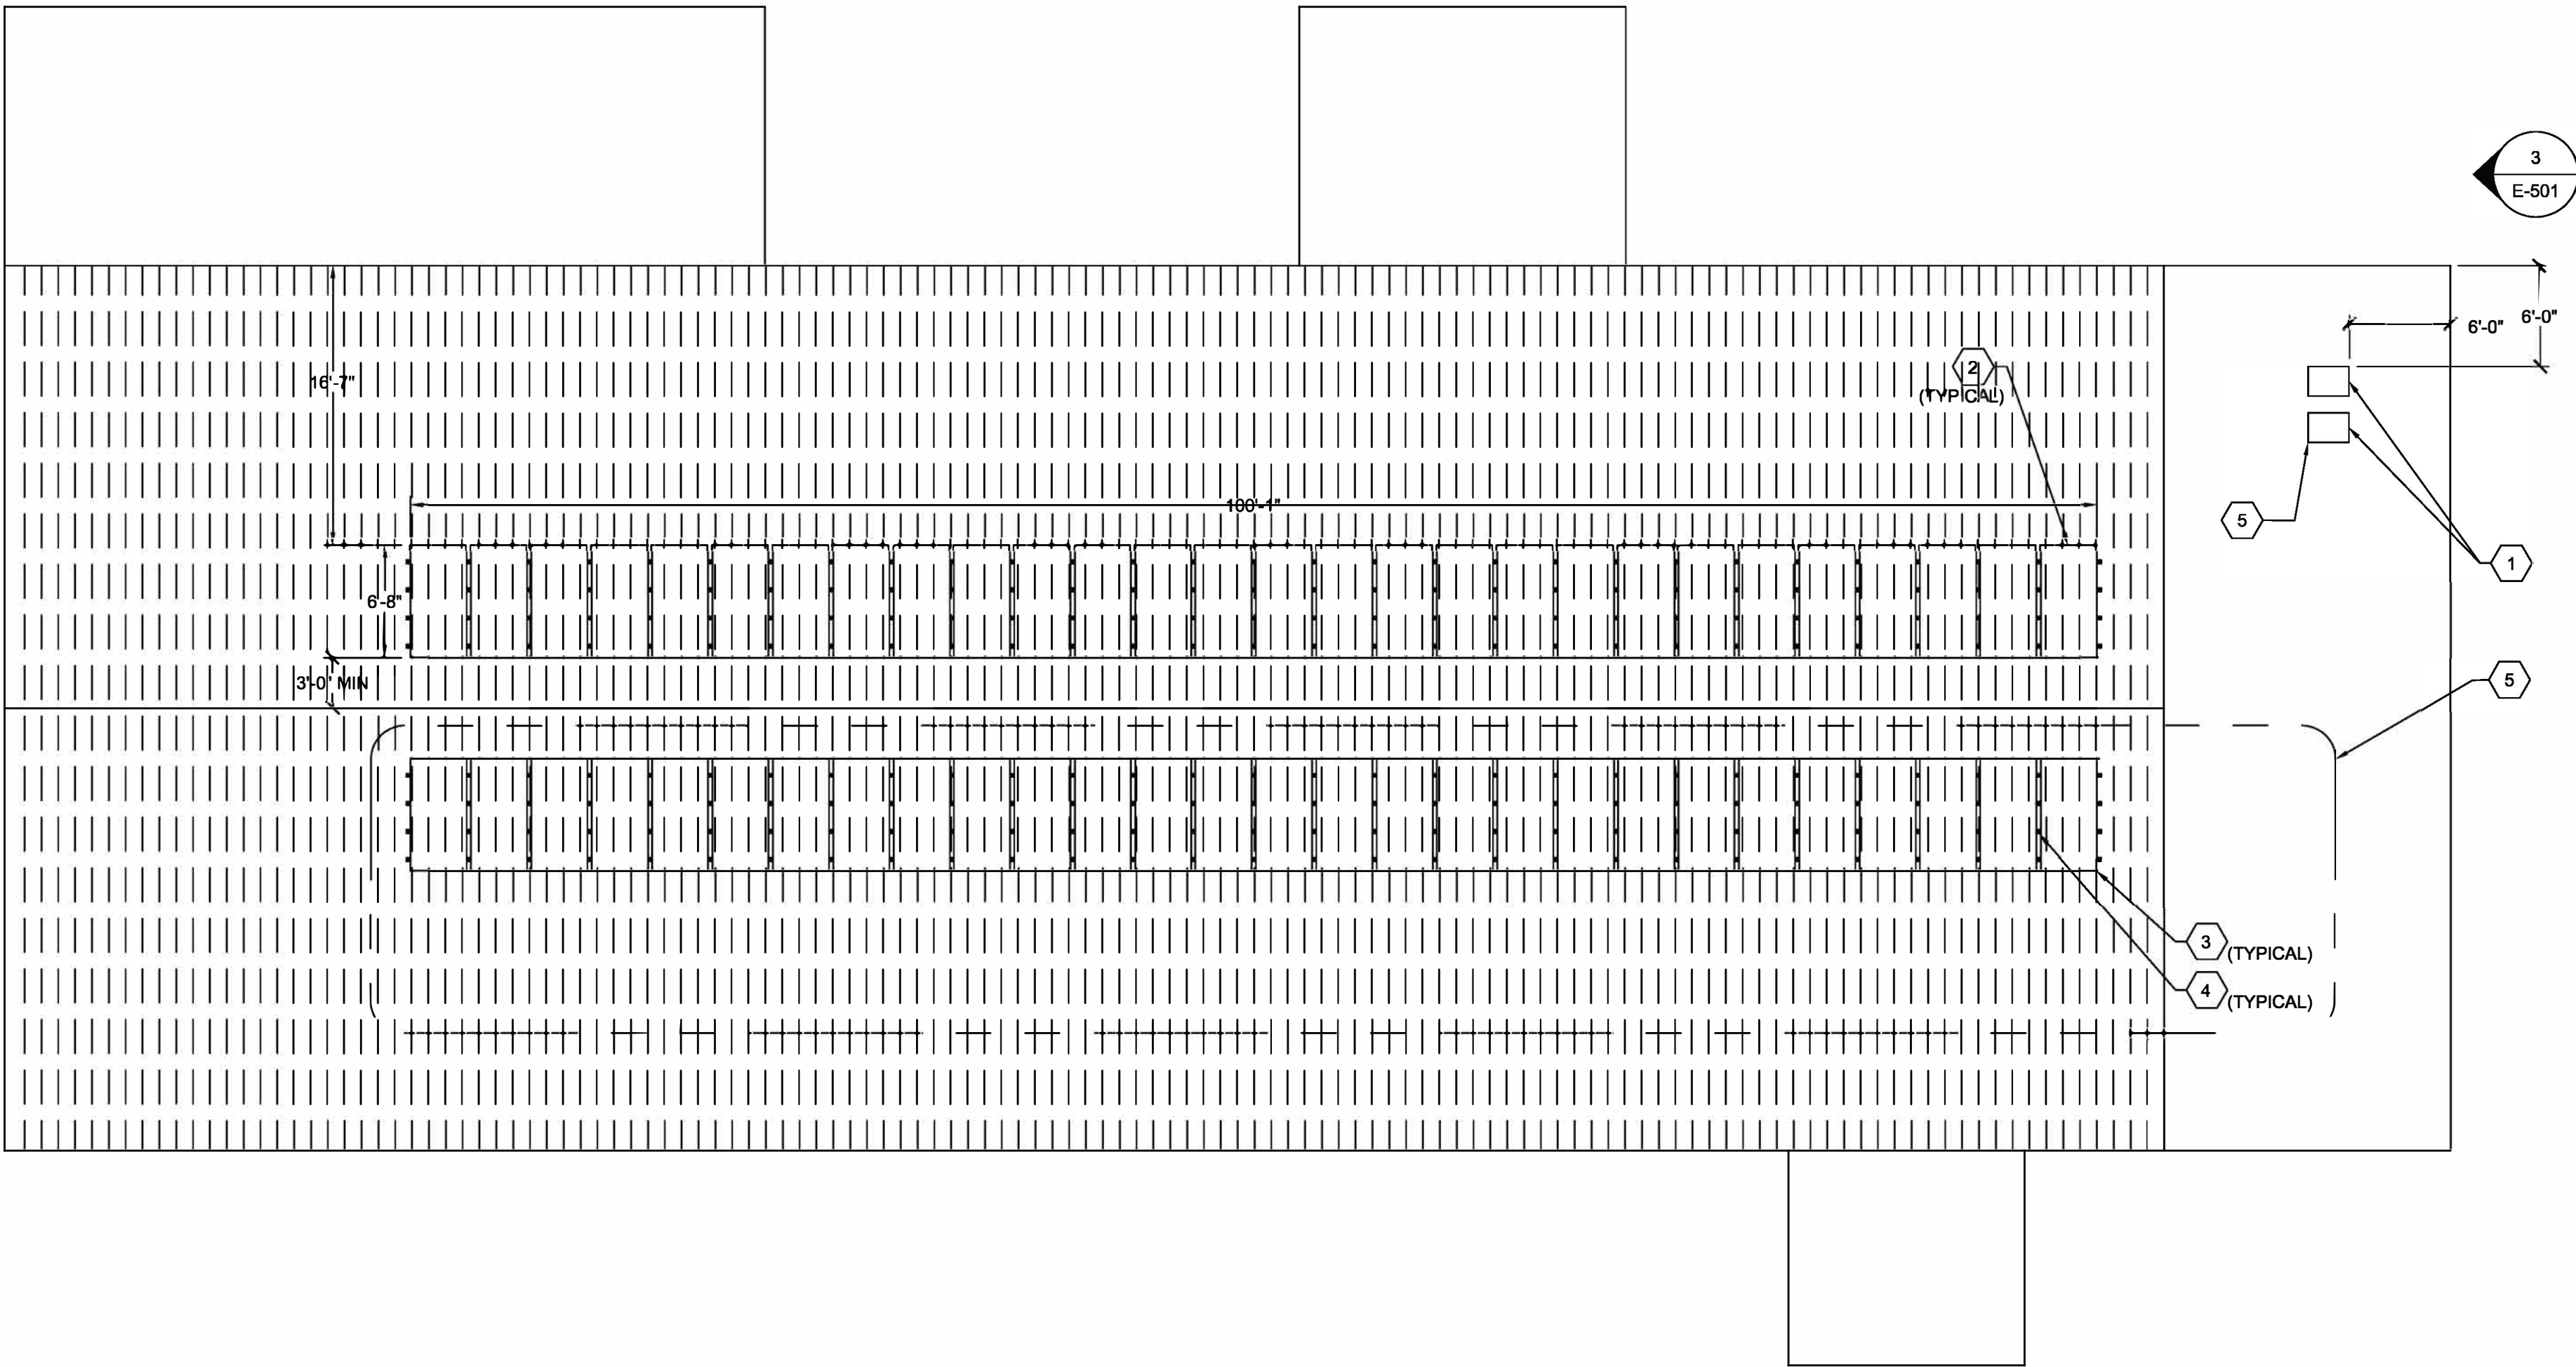 3
E-501
6'-0"
6'-0"
16'-7"
2
(TYPICAL)
100'-1"
5
1
6'-8"
3'-0" MIN
5
3
(TYPICAL)
4
(TYPICAL)